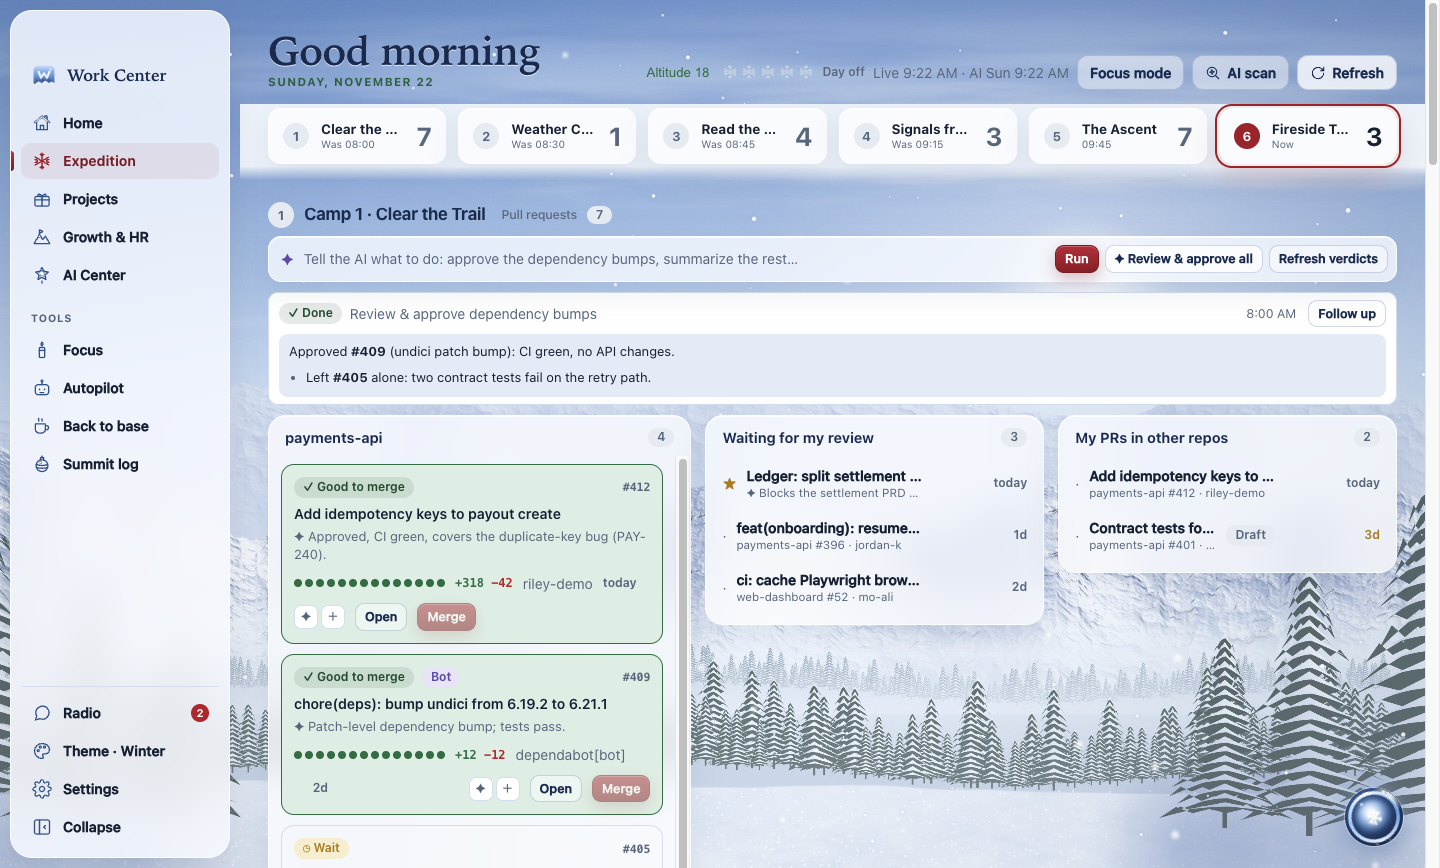 Work Center
Home
Expedition
Projects
Growth & HR
AI Center
TOOLS
Focus
Autopilot
Back to base
Summit log
Radio 2
Theme · Winter
Settings
Collapse
Good morning
SUNDAY, NOVEMBER 22
Altitude 18
Day off
Live 9:22 AM · AI Sun 9:22 AM
Focus mode
AI scan
Refresh
1 Clear the ... 7
Was 08:00
2 Weather C... 1
Was 08:30
3 Read the ... 4
Was 08:45
4 Signals fr... 3
Was 09:15
5 The Ascent 7
09:45
6 Fireside T... 3
Now
1 Camp 1 · Clear the Trail Pull requests 7
Tell the AI what to do: approve the dependency bumps, summarize the rest...
Run
Review & approve all
Refresh verdicts
Done Review & approve dependency bumps 8:00 AM Follow up
Approved #409 (undici patch bump): CI green, no API changes.
• Left #405 alone: two contract tests fail on the retry path.
payments-api 4
Good to merge #412
Add idempotency keys to payout create
Approved, CI green, covers the duplicate-key bug (PAY-
240).
+318 −42 riley-demo today
+ Open Merge
Good to merge Bot #409
chore(deps): bump undici from 6.19.2 to 6.21.1
Patch-level dependency bump; tests pass.
+12 −12 dependabot[bot]
2d + Open Merge
Wait #405
Waiting for my review 3
Ledger: split settlement ... today
Blocks the settlement PRD ...
feat(onboarding): resume... 1d
payments-api #396 · jordan-k
ci: cache Playwright brow... 2d
web-dashboard #52 · mo-ali
My PRs in other repos 2
Add idempotency keys to ... today
payments-api #412 · riley-demo
Contract tests fo... Draft 3d
payments-api #401 · ...